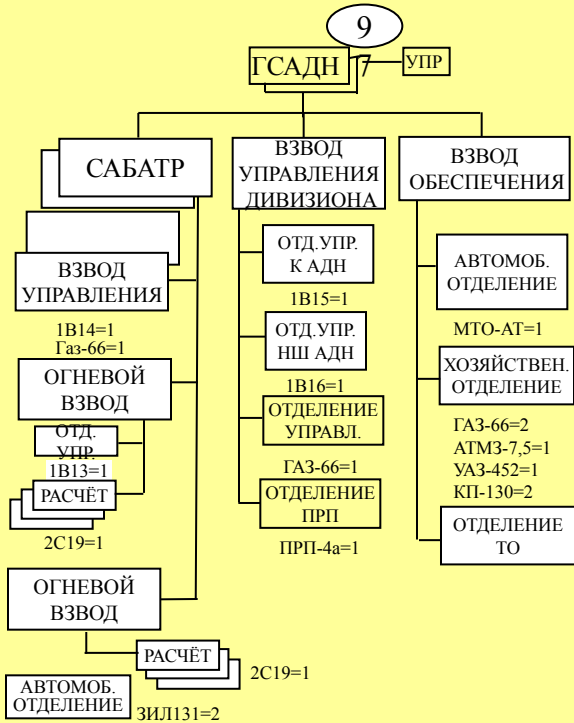 9
ГСАДН
7
УПР
САБАТР
ВЗВОД
УПРАВЛЕНИЯ
1В14=1
Газ-66=1
ОГНЕВОЙ
ВЗВОД
ОТД.
УПР.
1В13=1
РАСЧЁТ
2С19=1
ОГНЕВОЙ
ВЗВОД
РАСЧЁТ
2С19=1
АВТОМОБ.
ОТДЕЛЕНИЕ
ЗИЛ131=2
ВЗВОД
УПРАВЛЕНИЯ
ДИВИЗИОНА
ОТД.УПР.
К АДН
1В15=1
ОТД.УПР.
НШ АДН
1В16=1
ОТДЕЛЕНИЕ
УПРАВЛ.
ГАЗ-66=1
ОТДЕЛЕНИЕ
ПРП
ПРП-4а=1
ВЗВОД
ОБЕСПЕЧЕНИЯ
АВТОМОБ.
ОТДЕЛЕНИЕ
МТО-АТ=1
ХОЗЯЙСТВЕН.
ОТДЕЛЕНИЕ
ГАЗ-66=2
АТМЗ-7,5=1
УАЗ-452=1
КП-130=2
ОТДЕЛЕНИЕ
ТО